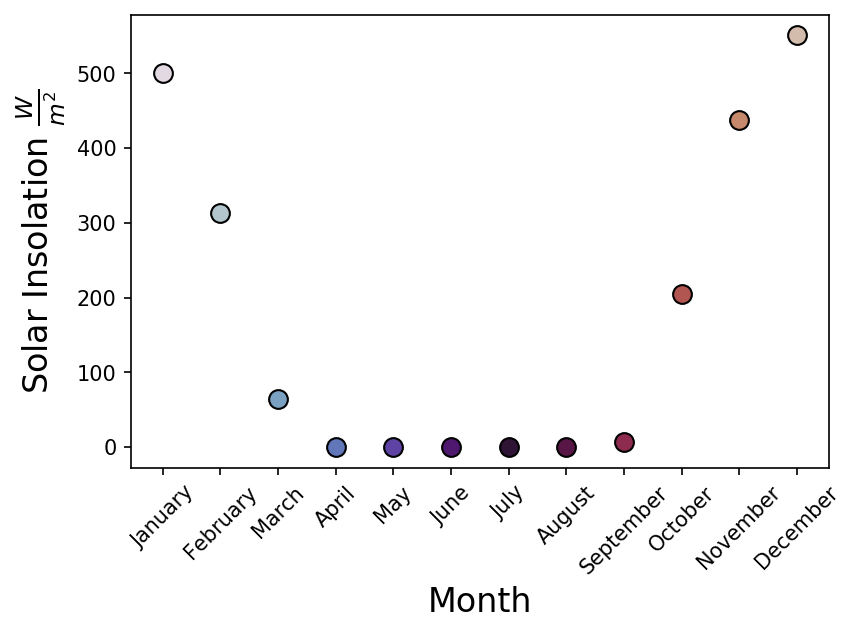 500
400
300
200
100
0
Solar Insolation W/m²
January
February
March
April
May
June
July
August
September
October
November
December
Month